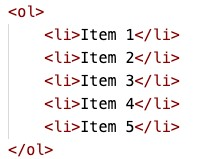 <ol>
    <li>Item 1</li>
    <li>Item 2</li>
    <li>Item 3</li>
    <li>Item 4</li>
    <li>Item 5</li>
</ol>